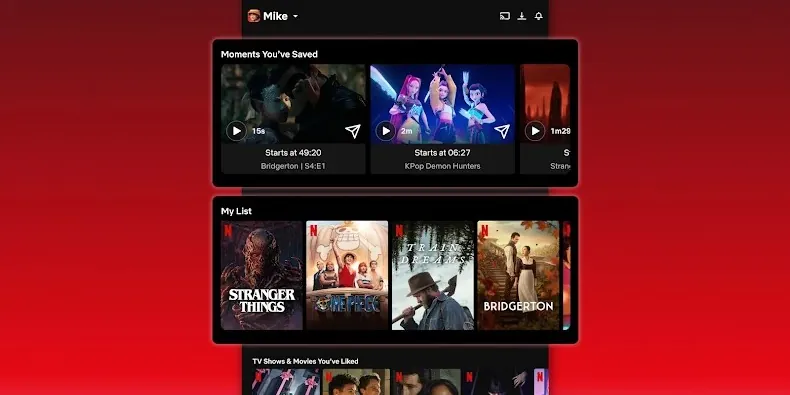 Mike
Moments You've Saved
15s
2m
1m29
Starts at 49:20
Starts at 06:27
S
Bridgerton | S4:E1
KPop Demon Hunters
Stran
My List
N
N
N
N
STRANGER
THINGS
ONE PIECE
TRAIN
DREAMS
BRIDGERTON
TV Shows & Movies You've Liked
N
N
N
N
N